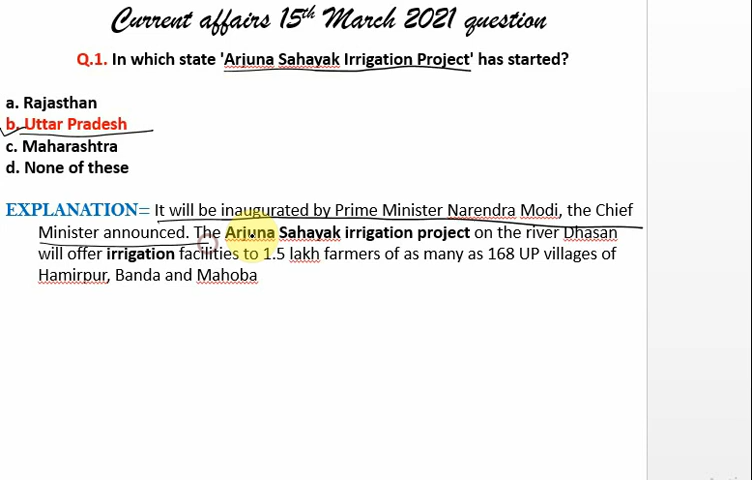 Current affairs 15th March 2021 question
Q.1. In which state 'Arjuna Sahayak Irrigation Project' has started?
a. Rajasthan
b. Uttar Pradesh
c. Maharashtra
d. None of these
EXPLANATION= It will be inaugurated by Prime Minister Narendra Modi, the Chief
Minister announced. The Arjuna Sahayak irrigation project on the river Dhasan
will offer irrigation facilities to 1.5 lakh farmers of as many as 168 UP villages of
Hamirpur, Banda and Mahoba